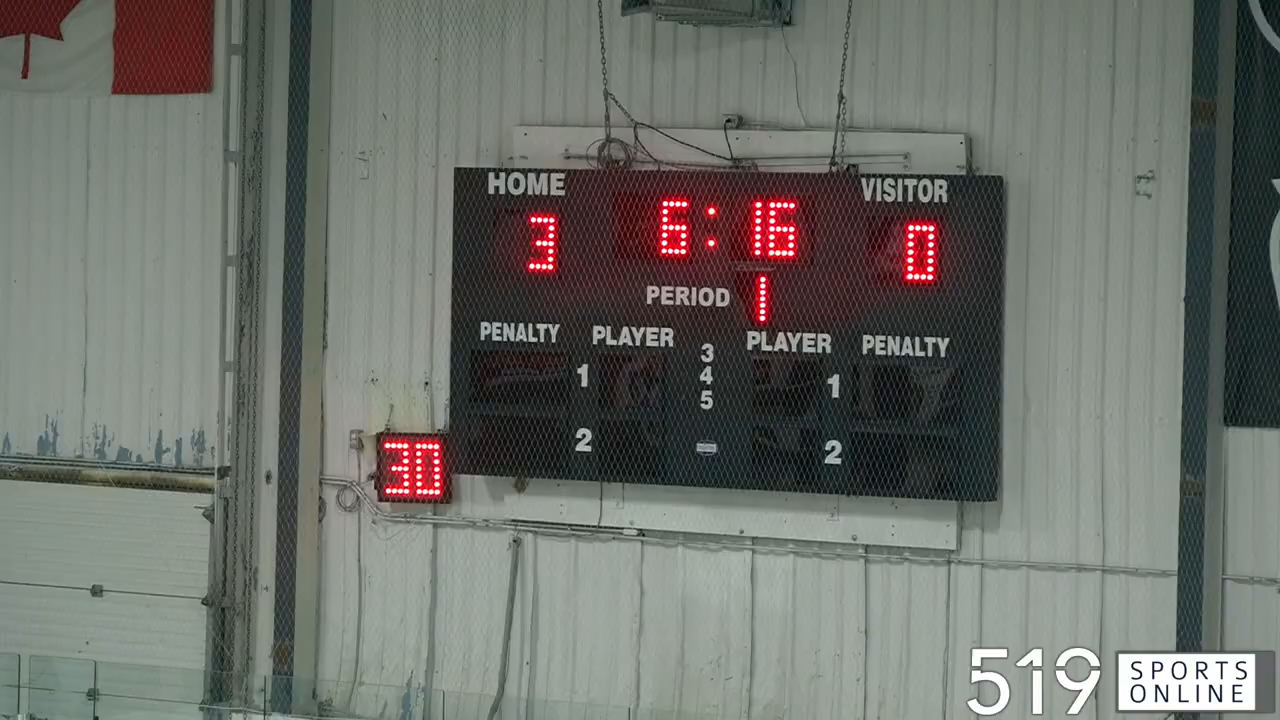 HOME 6:16 VISITOR
3 0
PERIOD 1
PENALTY PLAYER 3 PLAYER PENALTY
1 4 1
5
2 2
30
519 SPORTS
ONLINE